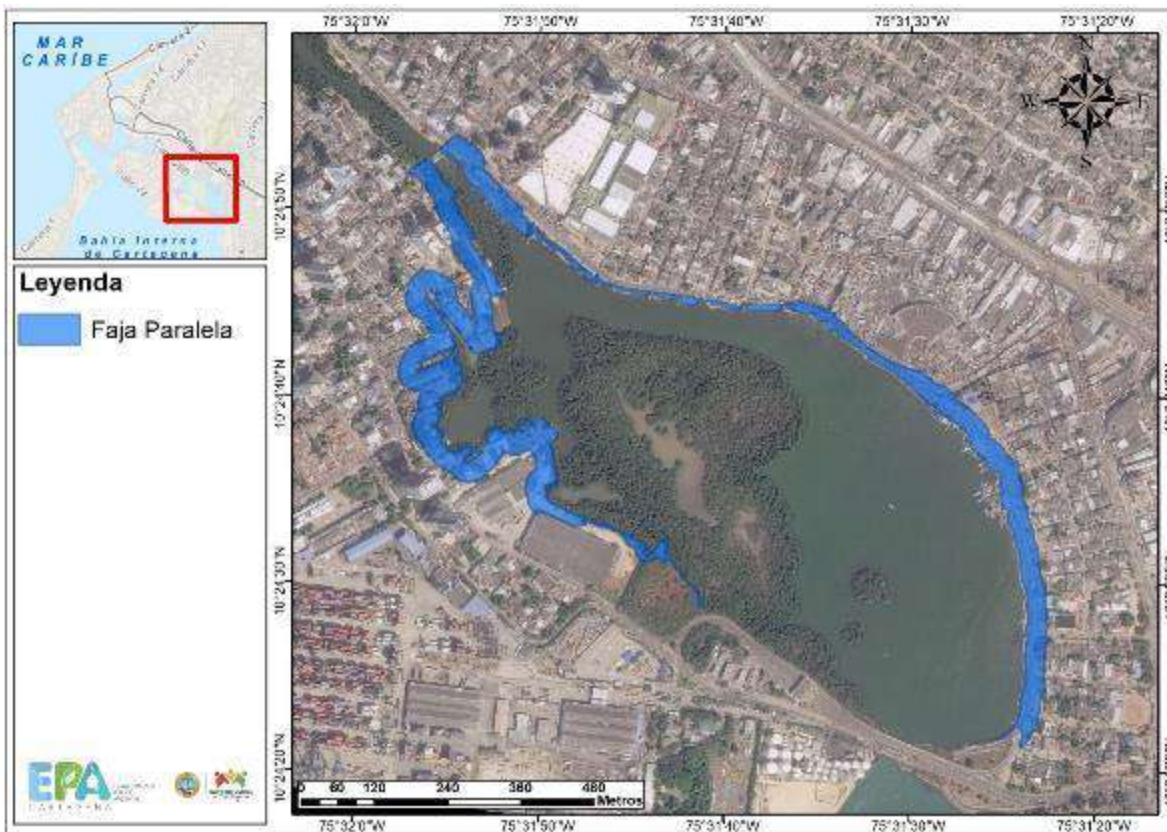 75°32'0"W 75°31'50"W 75°31'40"W 75°31'30"W 75°31'20"W
MAR
CARIBE
Bahía Interna
de Cartagena
Leyenda
Faja Paralela
N
W E
S
10°24'50"N
10°24'40"N
10°24'30"N
10°24'20"N
EPA
CARTAGENA
0 60 120 240 360 480
Metros
75°32'0"W 75°31'50"W 75°31'40"W 75°31'30"W 75°31'20"W